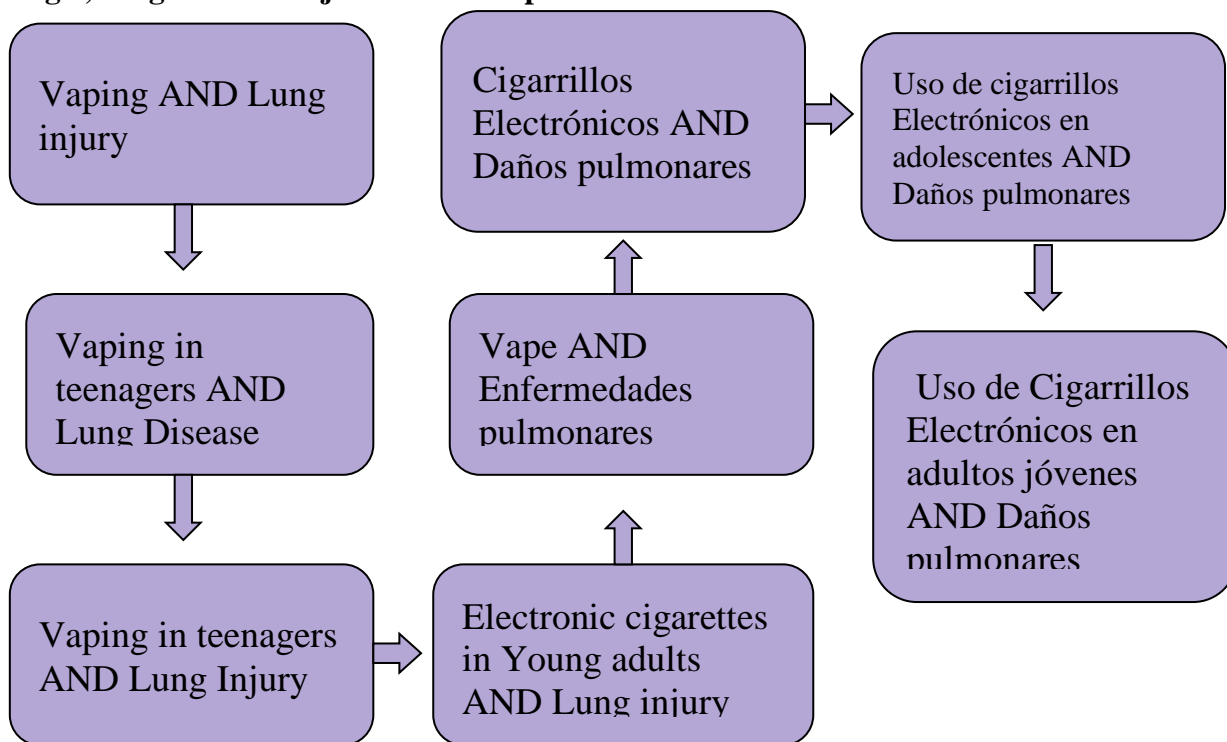 Vaping AND Lung
injury
Vaping in
teenagers AND
Lung Disease
Vaping in teenagers
AND Lung Injury
Electronic cigarettes
in Young adults
AND Lung injury
Vape AND
Enfermedades
pulmonares
Cigarrillos
Electrónicos AND
Daños pulmonares
Uso de cigarrillos
Electrónicos en
adolescentes AND
Daños pulmonares
Uso de Cigarrillos
Electrónicos en
adultos jóvenes
AND Daños
pulmonares